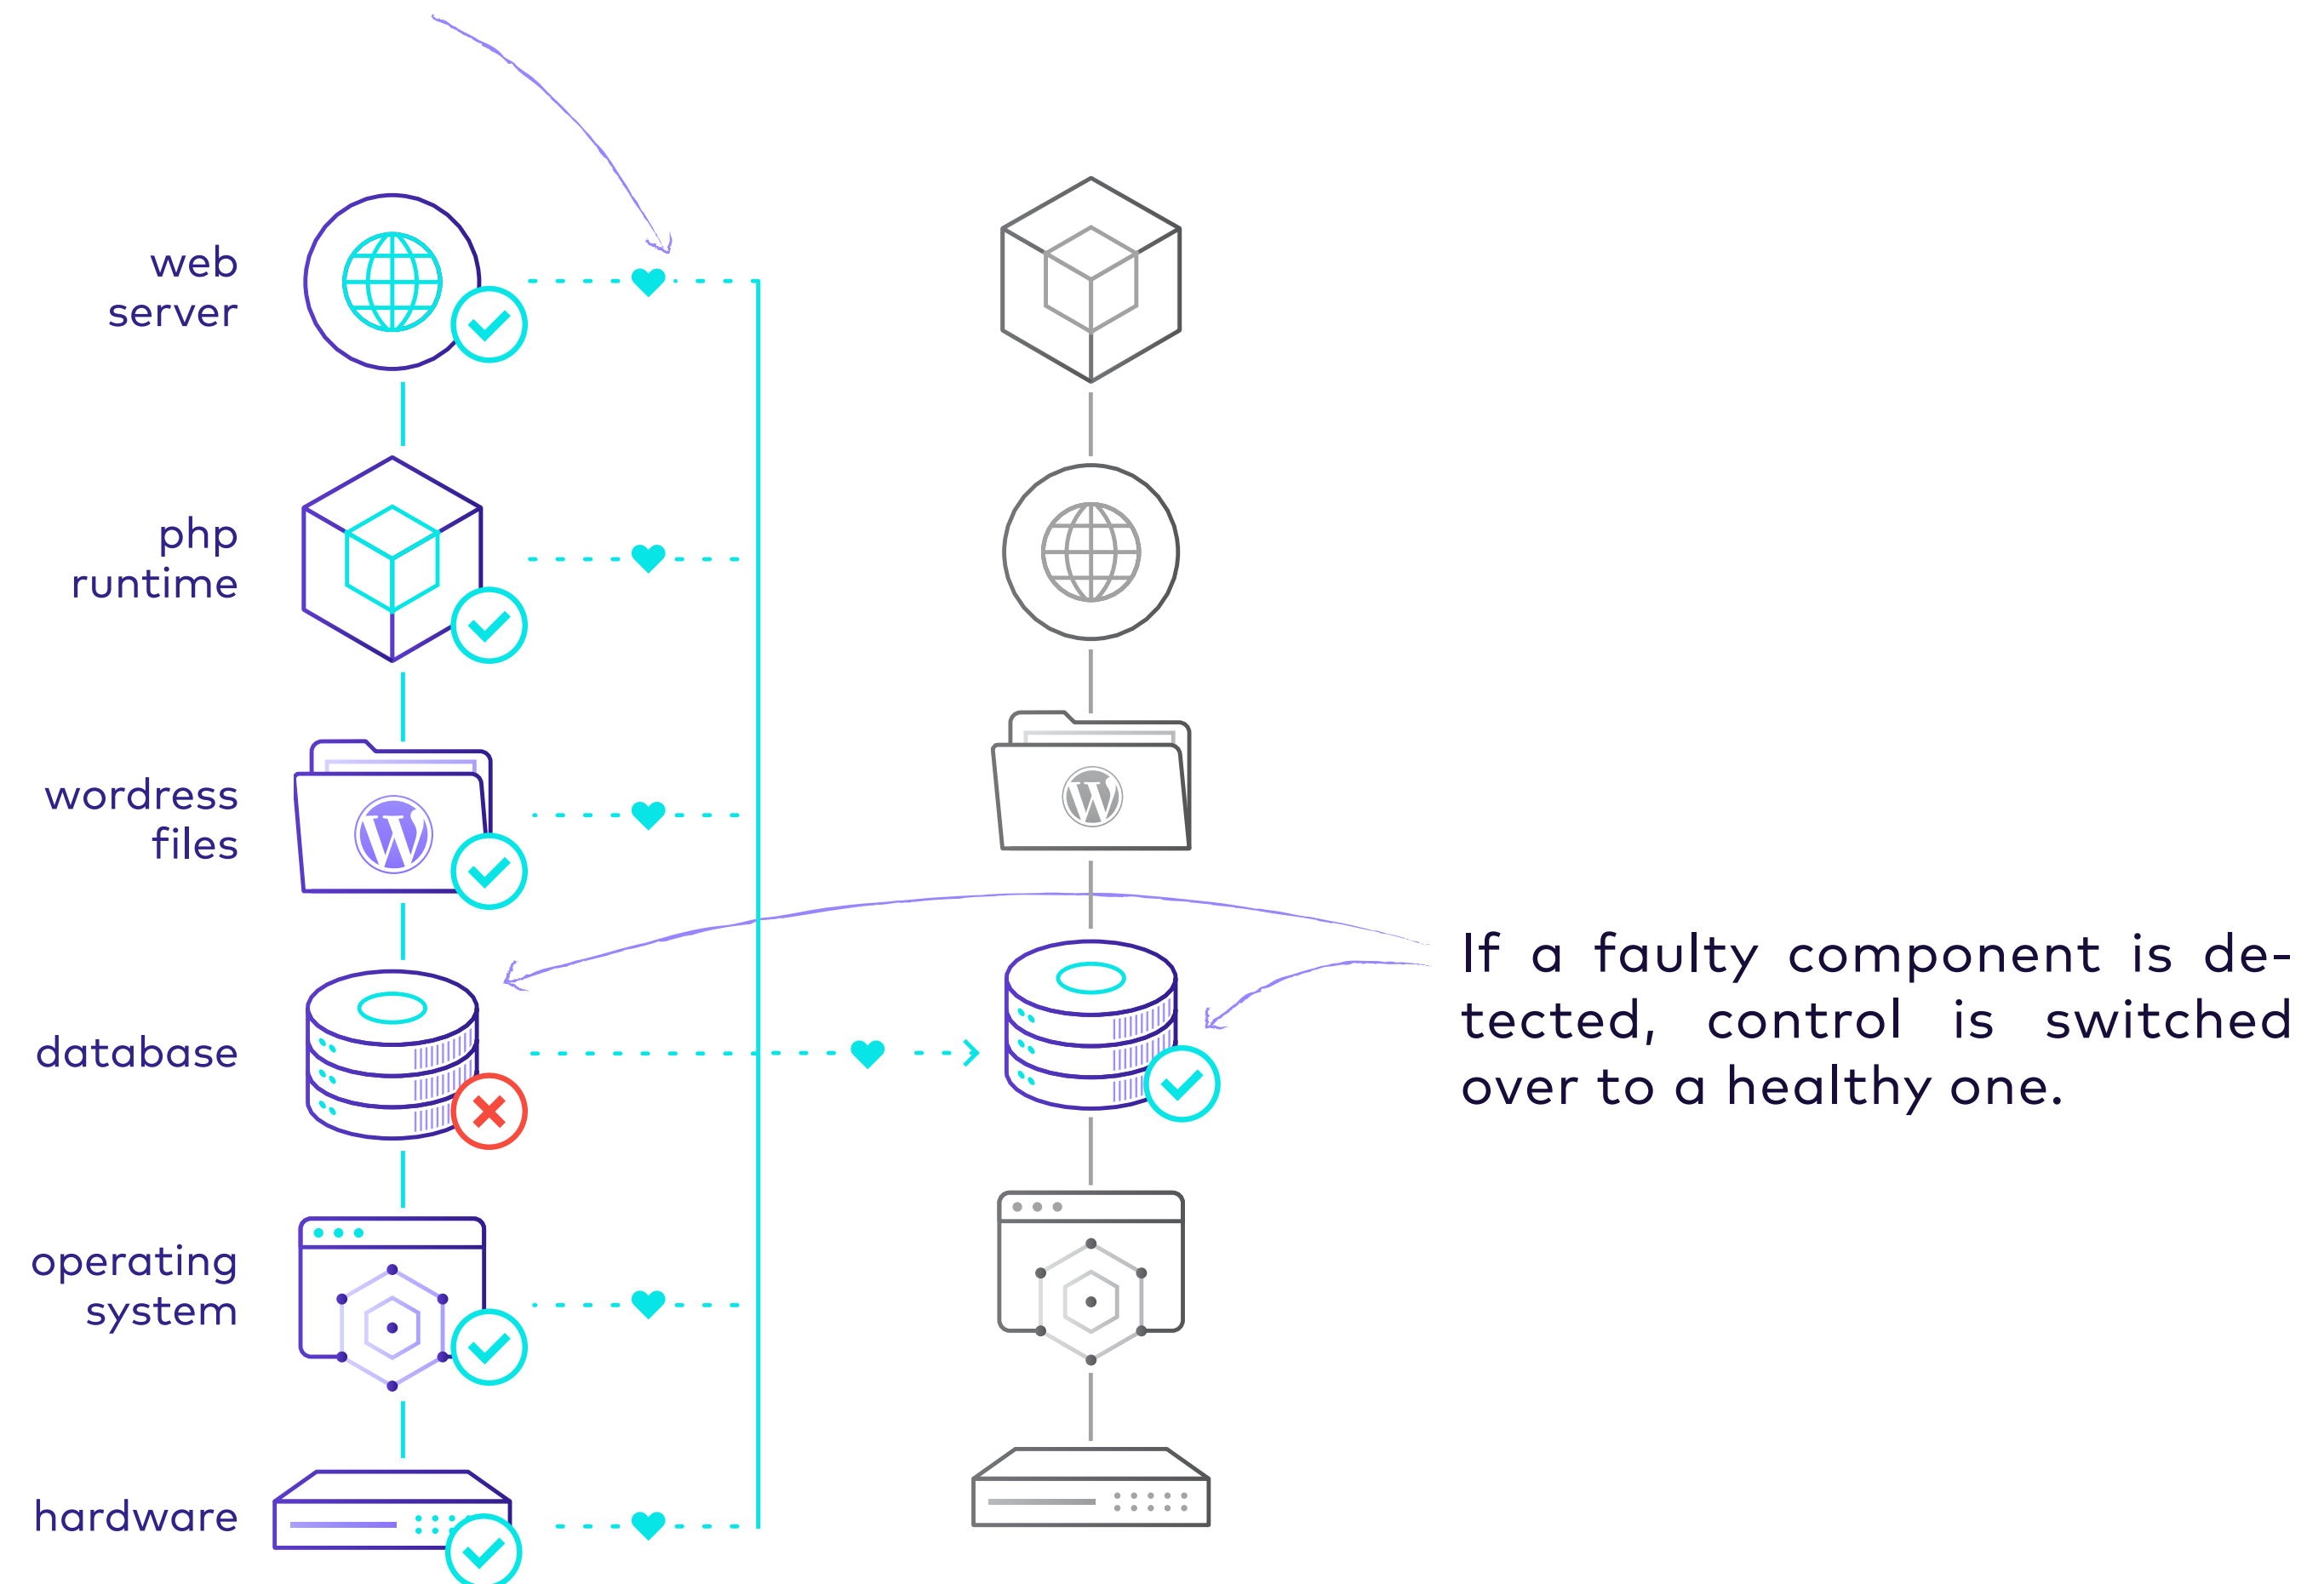 web
server
php
runtime
wordress
files
database
If a faulty component is de-
tected, control is switched
over to a healthy one.
operating
system
hardware